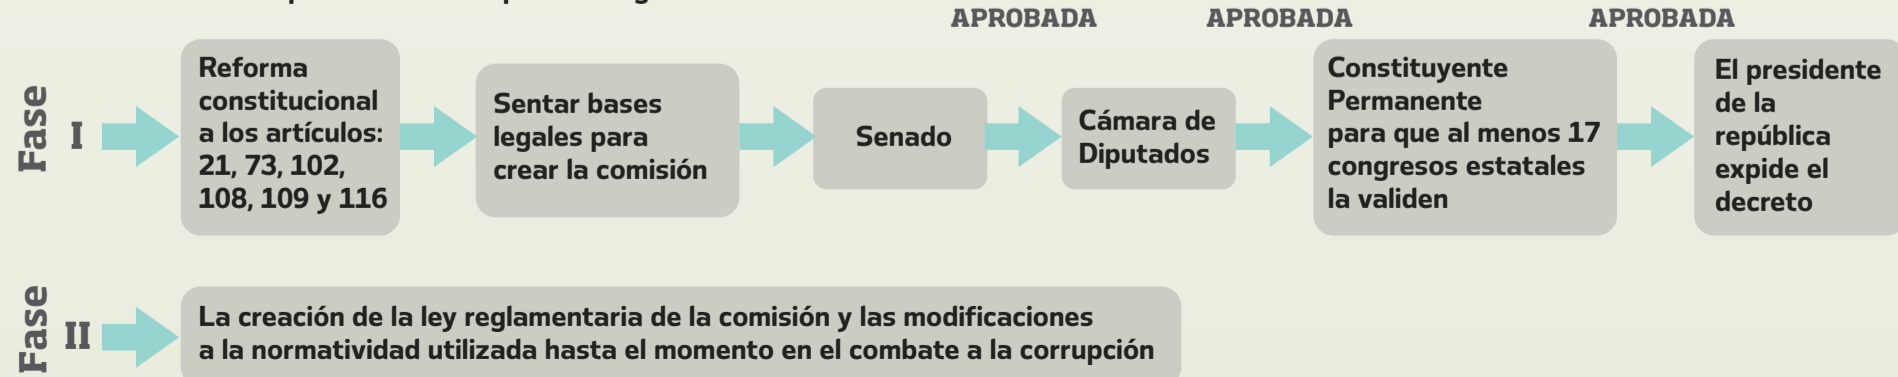 APROBADA APROBADA APROBADA
Fase I
Reforma
constitucional
a los artículos:
21, 73, 102,
108, 109 y 116
Sentar bases
legales para
crear la comisión
Senado
Cámara de
Diputados
Constituyente
Permanente
para que al menos 17
congresos estatales
la validen
El presidente
de la
república
expide el
decreto
Fase II
La creación de la ley reglamentaria de la comisión y las modificaciones
a la normatividad utilizada hasta el momento en el combate a la corrupción